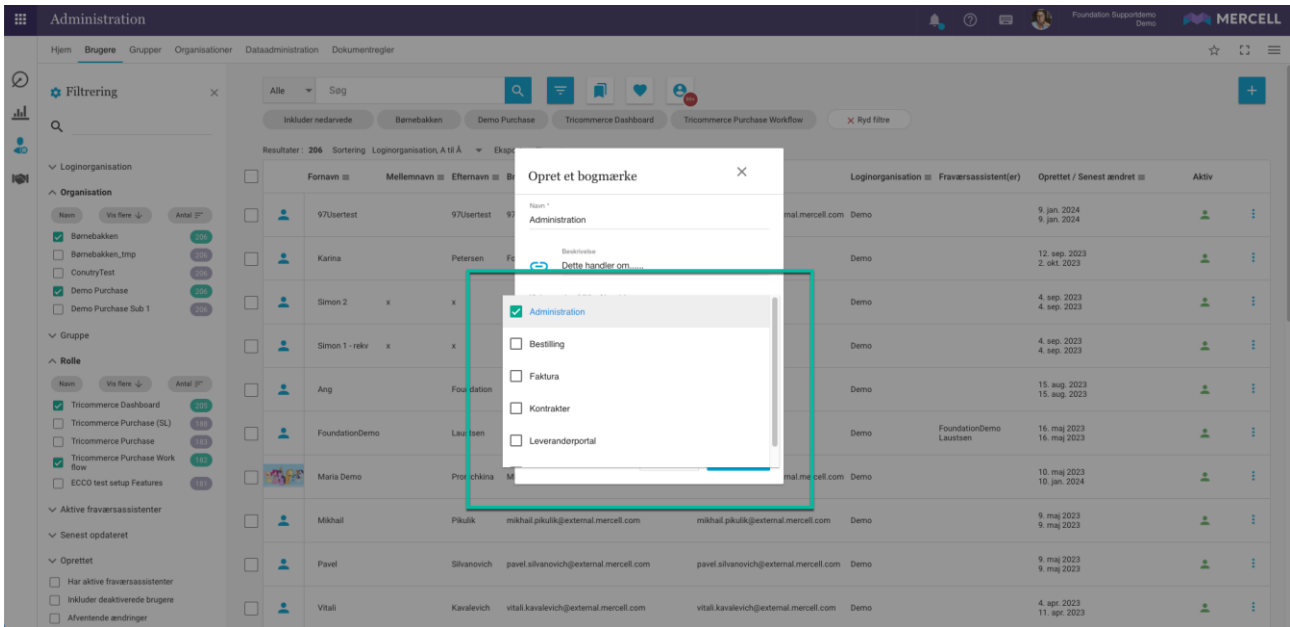 Administration
Foundation Supportdemo
Demo
MERCELL
Hjem Brugere Grupper Organisationer Dataadministration Dokumentregler
Filtrering
Alle Søg
99+
Inkluder nedarvede Børnebakken Demo Purchase Tricommerce Dashboard Tricommerce Purchase Workflow Ryd filtre
Resultater: 206 Sortering Loginorganisation, A til Å
Fornavn Mellemnavn Efternavn Loginorganisation Fraværsassistent(er) Oprettet / Senest ændret Aktiv
Loginorganisation
Organisation
Navn Vis flere Antal
Børnebakken 206
Børnebakken_tmp 206
ConutryTest 206
Demo Purchase 206
Demo Purchase Sub 1 206
Gruppe
Rolle
Navn Vis flere Antal
Tricommerce Dashboard 205
Tricommerce Purchase (SL) 188
Tricommerce Purchase 183
Tricommerce Purchase Work
flow 182
ECCO test setup Features 181
Aktive fraværsassistenter
Senest opdateret
Oprettet
Har aktive fraværsassistenter
Inkluder deaktiverede brugere
Afventende ændringer
97Usertest 97Usertest 97 mal.mercell.com Demo 9. jan. 2024
9. jan. 2024
Karina Petersen Fo Demo 12. sep. 2023
2. okt. 2023
Simon 2 x x Demo 4. sep. 2023
4. sep. 2023
Simon 1 - rekv x x Demo 4. sep. 2023
4. sep. 2023
Ang Foundation Demo 15. aug. 2023
15. aug. 2023
FoundationDemo Laustsen Demo FoundationDemo
Laustsen 16. maj 2023
16. maj 2023
Maria Demo Pronichkina M mal.mercell.com Demo 10. maj 2023
10. jan. 2024
Mikhail Pikulik mikhail.pikulik@external.mercell.com mikhail.pikulik@external.mercell.com Demo 9. maj 2023
9. maj 2023
Pavel Silvanovich pavel.silvanovich@external.mercell.com pavel.silvanovich@external.mercell.com Demo 9. maj 2023
9. maj 2023
Vitali Kavalevich vitali.kavalevich@external.mercell.com vitali.kavalevich@external.mercell.com Demo 4. apr. 2023
11. apr. 2023
Opret et bogmærke
Navn *
Administration
Beskrivelse
Dette handler om......
Administration
Bestilling
Faktura
Kontrakter
Leverandørportal